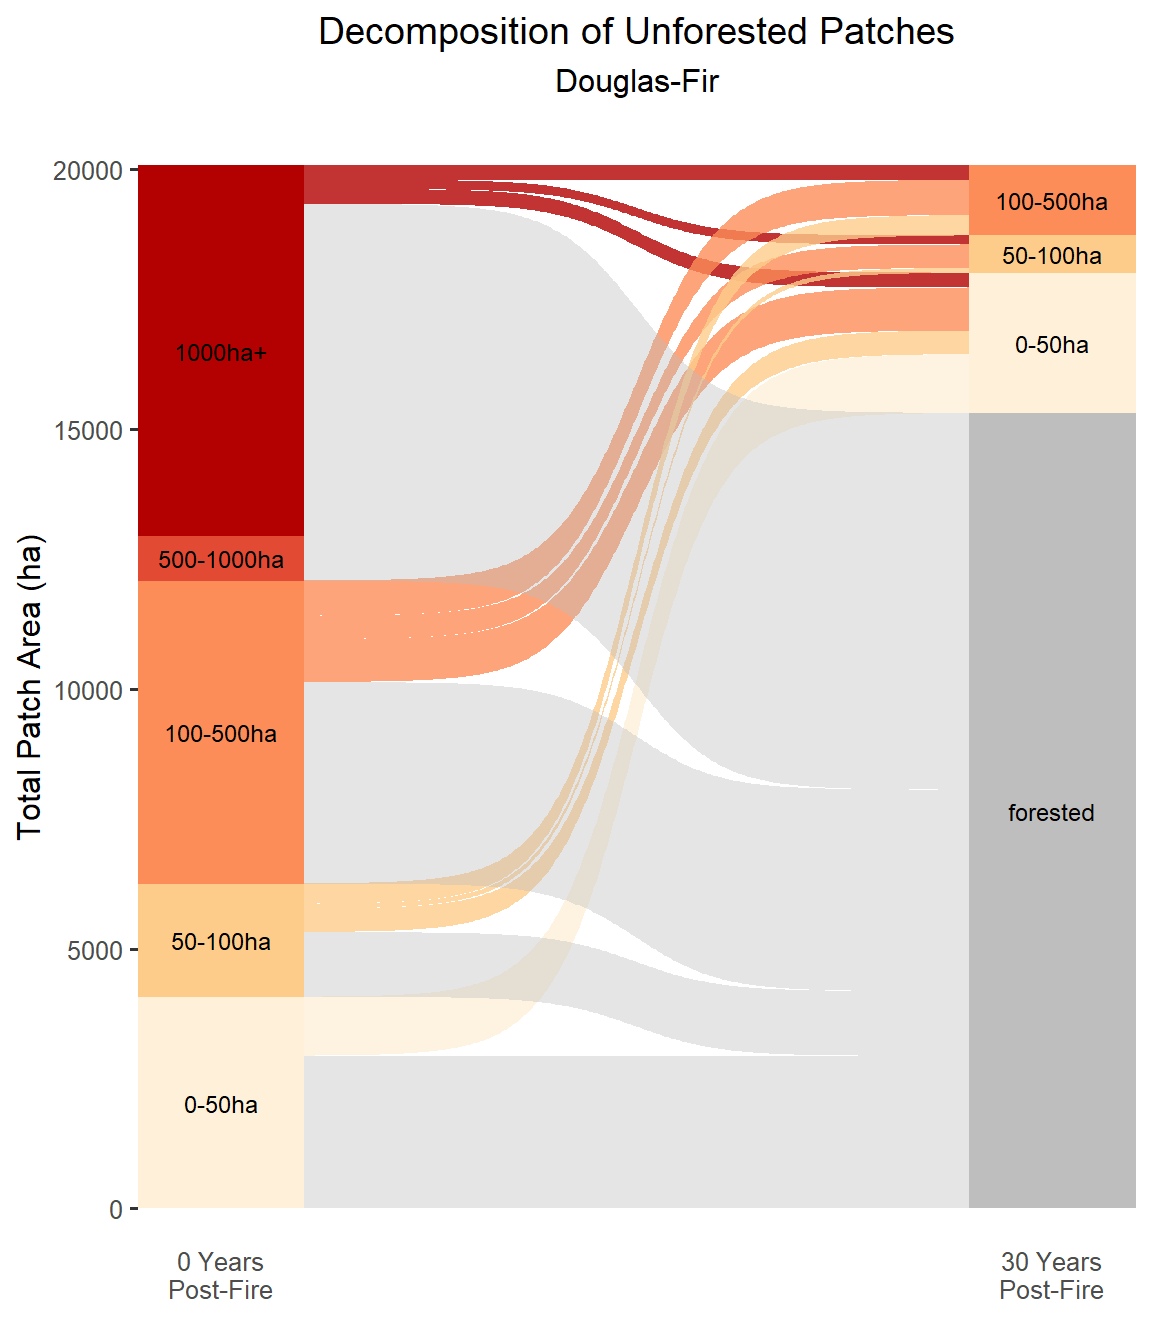 Decomposition of Unforested Patches
Douglas-Fir
Total Patch Area (ha)
20000
15000
10000
5000
0
1000ha+
500-1000ha
100-500ha
50-100ha
0-50ha
100-500ha
50-100ha
0-50ha
forested
0 Years
Post-Fire
30 Years
Post-Fire